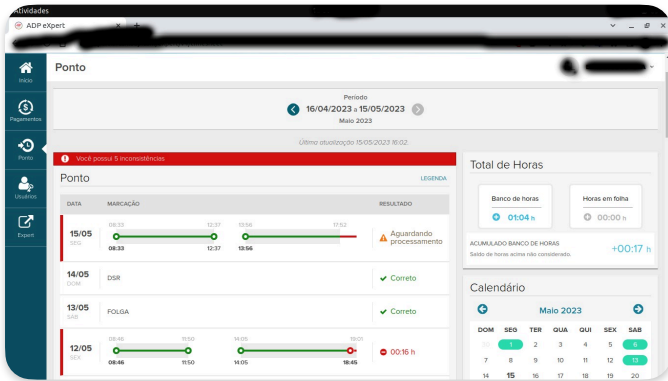 Atividades
ADP eXpert
Ponto
Início
Pagamentos
Ponto
Usuários
Expert
Período
16/04/2023 a 15/05/2023
Maio 2023
Última atualização 15/05/2023 16:02.
Você possui 5 inconsistências
Ponto
LEGENDA
DATA MARCAÇÃO RESULTADO
15/05
SEG
08:33 12:37 13:56 17:52
08:33 12:37 13:56
Aguardando
processamento
14/05
DOM
DSR
Correto
13/05
SÁB
FOLGA
Correto
12/05
SEX
08:46 11:50 14:05 19:01
08:46 11:50 14:05 18:45
00:16 h
Total de Horas
Banco de horas
01:04 h
Horas em folha
00:00 h
ACUMULADO BANCO DE HORAS
Saldo de horas acima não considerado.
+00:17 h
Calendário
Maio 2023
DOM SEG TER QUA QUI SEX SAB
1 2 3 4 5 6
7 8 9 10 11 12 13
14 15 16 17 18 19 20